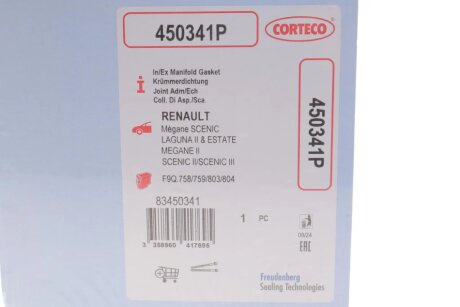 450341P
CORTECO
In/Ex Manifold Gasket
Krümmerdichtung
Joint Adm/Ech
Coll. Di Asp./Sca.
RENAULT
Mégane SCENIC
LAGUNA II & ESTATE
MEGANE II
SCENIC II/SCENIC III
450341P
F9Q.758/759/803/804
83450341
1 PC
09/24
EAC
3 358960 417695
Freudenberg
Sealing Technologies